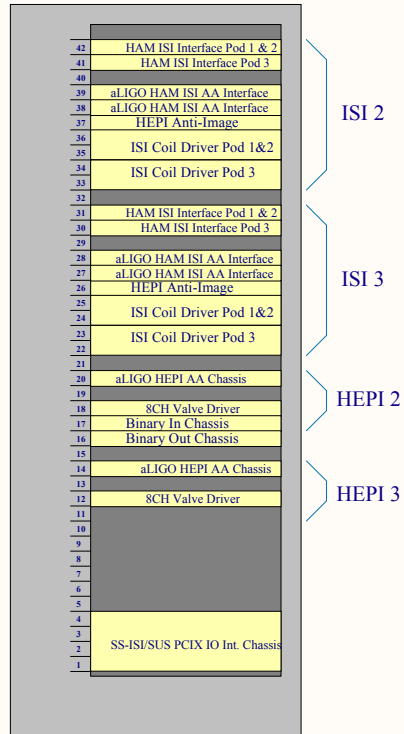 42 HAM ISI Interface Pod 1 & 2
41 HAM ISI Interface Pod 3
40
39 aLIGO HAM ISI AA Interface
38 aLIGO HAM ISI AA Interface
37 HEPI Anti-Image
36
35 ISI Coil Driver Pod 1&2
34
33 ISI Coil Driver Pod 3
ISI 2
32
31 HAM ISI Interface Pod 1 & 2
30 HAM ISI Interface Pod 3
29
28 aLIGO HAM ISI AA Interface
27 aLIGO HAM ISI AA Interface
26 HEPI Anti-Image
25
24 ISI Coil Driver Pod 1&2
23
22 ISI Coil Driver Pod 3
ISI 3
21
20 aLIGO HEPI AA Chassis
19
18 8CH Valve Driver
17 Binary In Chassis
HEPI 2
16 Binary Out Chassis
15
14 aLIGO HEPI AA Chassis
13
12 8CH Valve Driver
11
HEPI 3
10
9
8
7
6
5
4
3
2 SS-ISI/SUS PCIX IO Int. Chassis
1